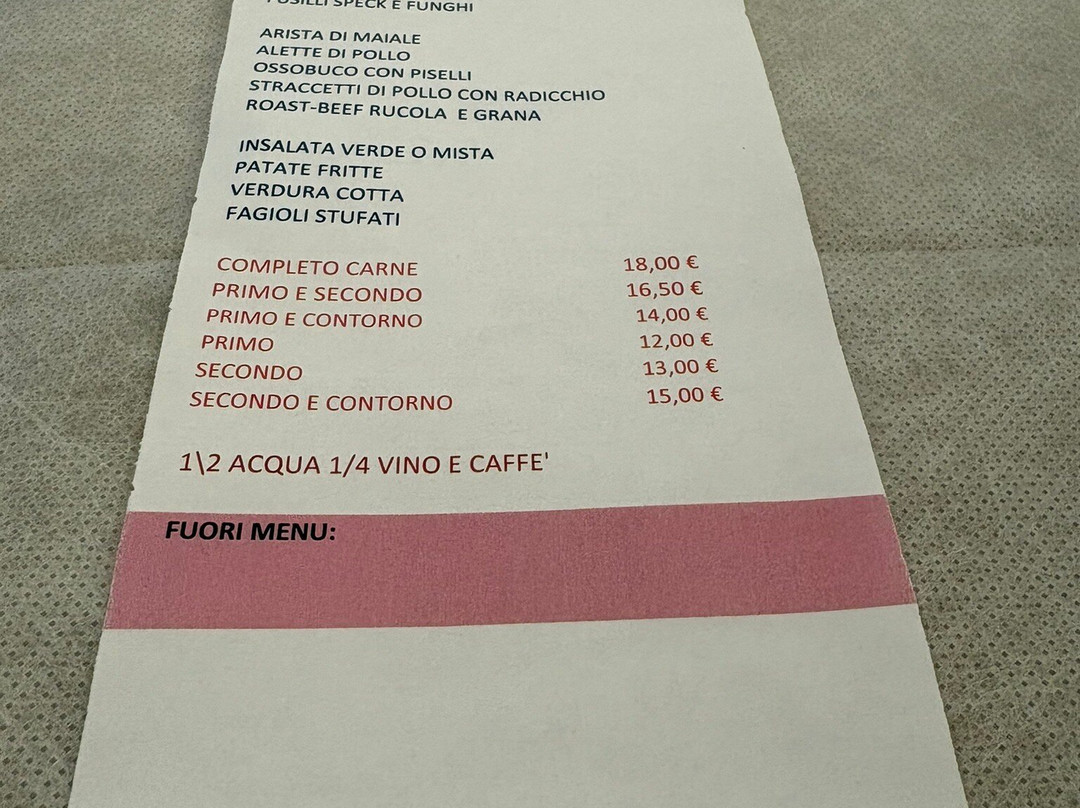 FUSILLI SPECK E FUNGHI
ARISTA DI MAIALE
ALETTE DI POLLO
OSSOBUCO CON PISELLI
STRACCETTI DI POLLO CON RADICCHIO
ROAST-BEEF RUCOLA E GRANA
INSALATA VERDE O MISTA
PATATE FRITTE
VERDURA COTTA
FAGIOLI STUFATI
COMPLETO CARNE 18,00 €
PRIMO E SECONDO 16,50 €
PRIMO E CONTORNO 14,00 €
PRIMO 12,00 €
SECONDO 13,00 €
SECONDO E CONTORNO 15,00 €
1\2 ACQUA 1/4 VINO E CAFFE'
FUORI MENU: